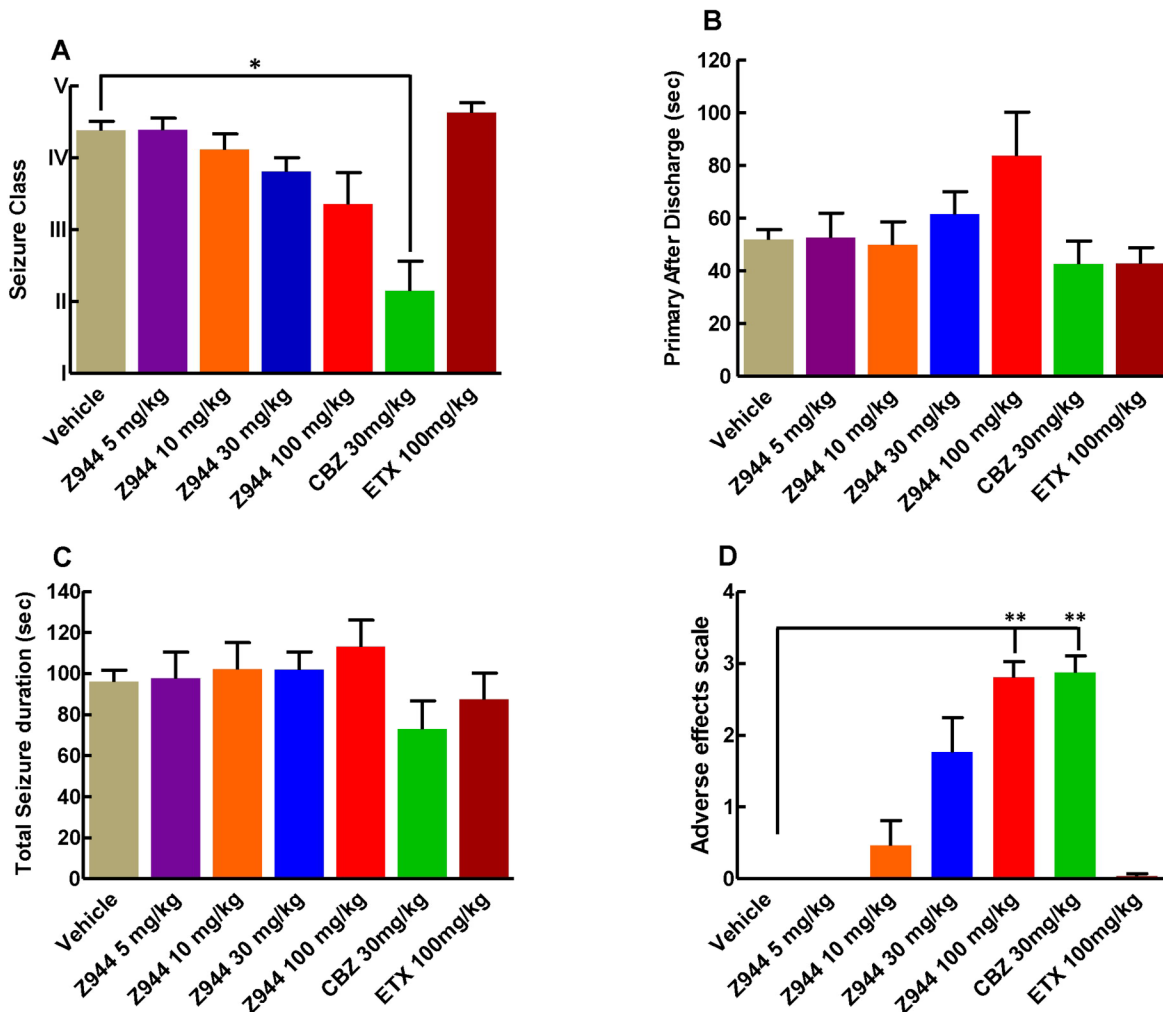 A
*
V
IV
III
II
I
Seizure Class
Vehicle
Z944 5 mg/kg
Z944 10 mg/kg
Z944 30 mg/kg
Z944 100 mg/kg
CBZ 30mg/kg
ETX 100mg/kg
B
120
100
80
60
40
20
0
Primary After Discharge (sec)
Vehicle
Z944 5 mg/kg
Z944 10 mg/kg
Z944 30 mg/kg
Z944 100 mg/kg
CBZ 30mg/kg
ETX 100mg/kg
C
140
120
100
80
60
40
20
0
Total Seizure duration (sec)
Vehicle
Z944 5 mg/kg
Z944 10 mg/kg
Z944 30 mg/kg
Z944 100 mg/kg
CBZ 30mg/kg
ETX 100mg/kg
D
** **
4
3
2
1
0
Adverse effects scale
Vehicle
Z944 5 mg/kg
Z944 10 mg/kg
Z944 30 mg/kg
Z944 100 mg/kg
CBZ 30mg/kg
ETX 100mg/kg